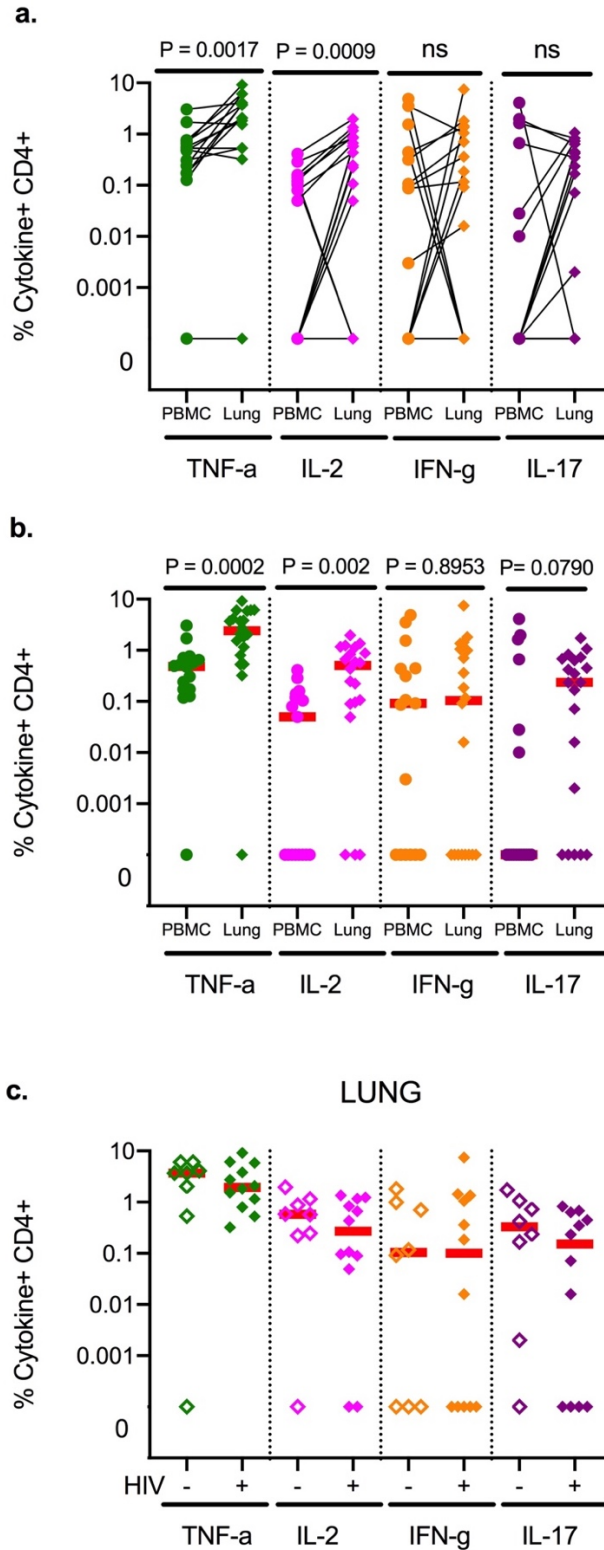 a.
P = 0.0017 P = 0.0009 ns ns
% Cytokine+ CD4+
10
1
0.1
0.01
0.001
0
PBMC Lung PBMC Lung PBMC Lung PBMC Lung
TNF-a IL-2 IFN-g IL-17
b.
P = 0.0002 P = 0.002 P = 0.8953 P= 0.0790
% Cytokine+ CD4+
10
1
0.1
0.01
0.001
0
PBMC Lung PBMC Lung PBMC Lung PBMC Lung
TNF-a IL-2 IFN-g IL-17
c.
LUNG
% Cytokine+ CD4+
10
1
0.1
0.01
0.001
0
HIV - + - + - + - +
TNF-a IL-2 IFN-g IL-17